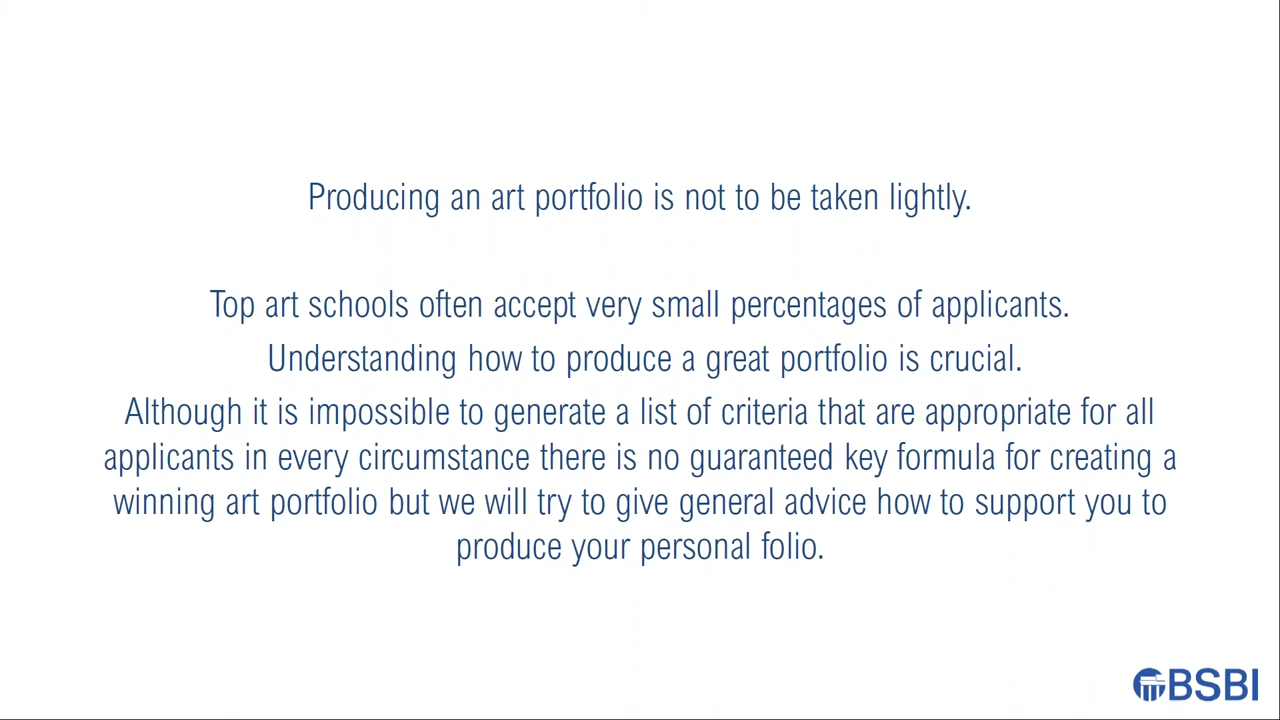 Producing an art portfolio is not to be taken lightly.
Top art schools often accept very small percentages of applicants.
Understanding how to produce a great portfolio is crucial.
Although it is impossible to generate a list of criteria that are appropriate for all
applicants in every circumstance there is no guaranteed key formula for creating a
winning art portfolio but we will try to give general advice how to support you to
produce your personal folio.
BSBI